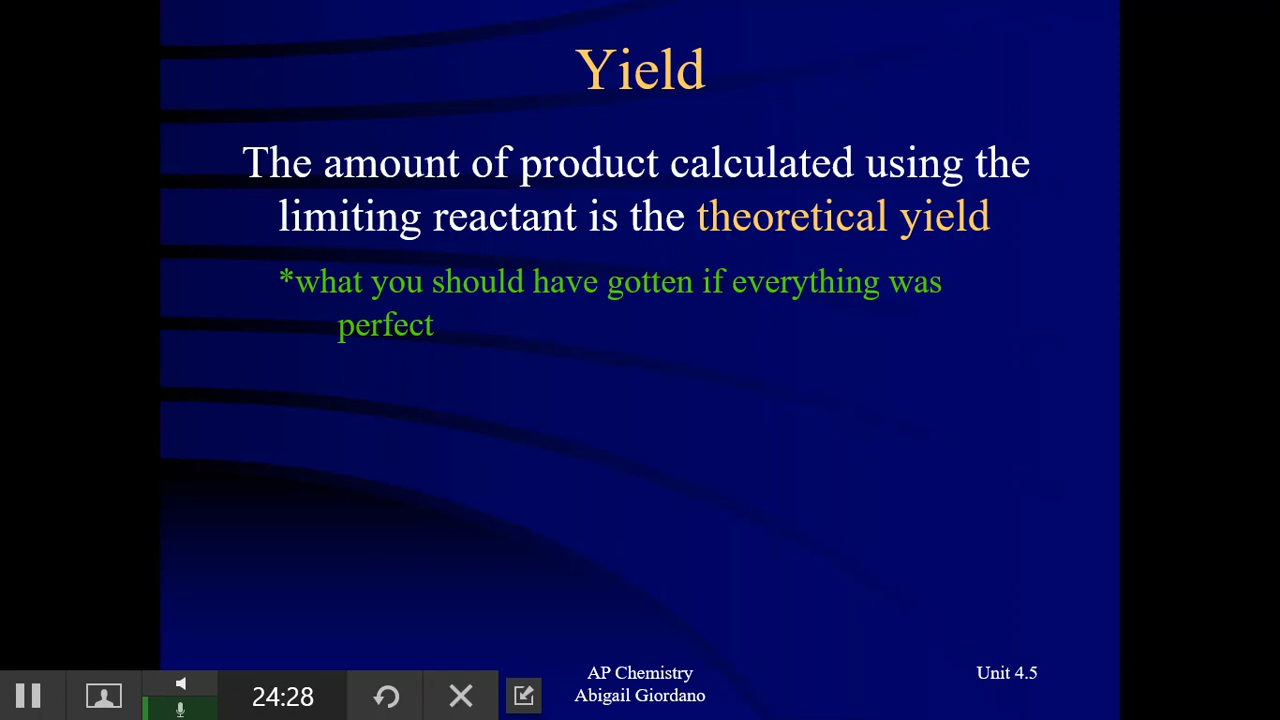 Yield
The amount of product calculated using the
limiting reactant is the theoretical yield
*what you should have gotten if everything was
perfect
AP Chemistry
Abigail Giordano
Unit 4.5
24:28